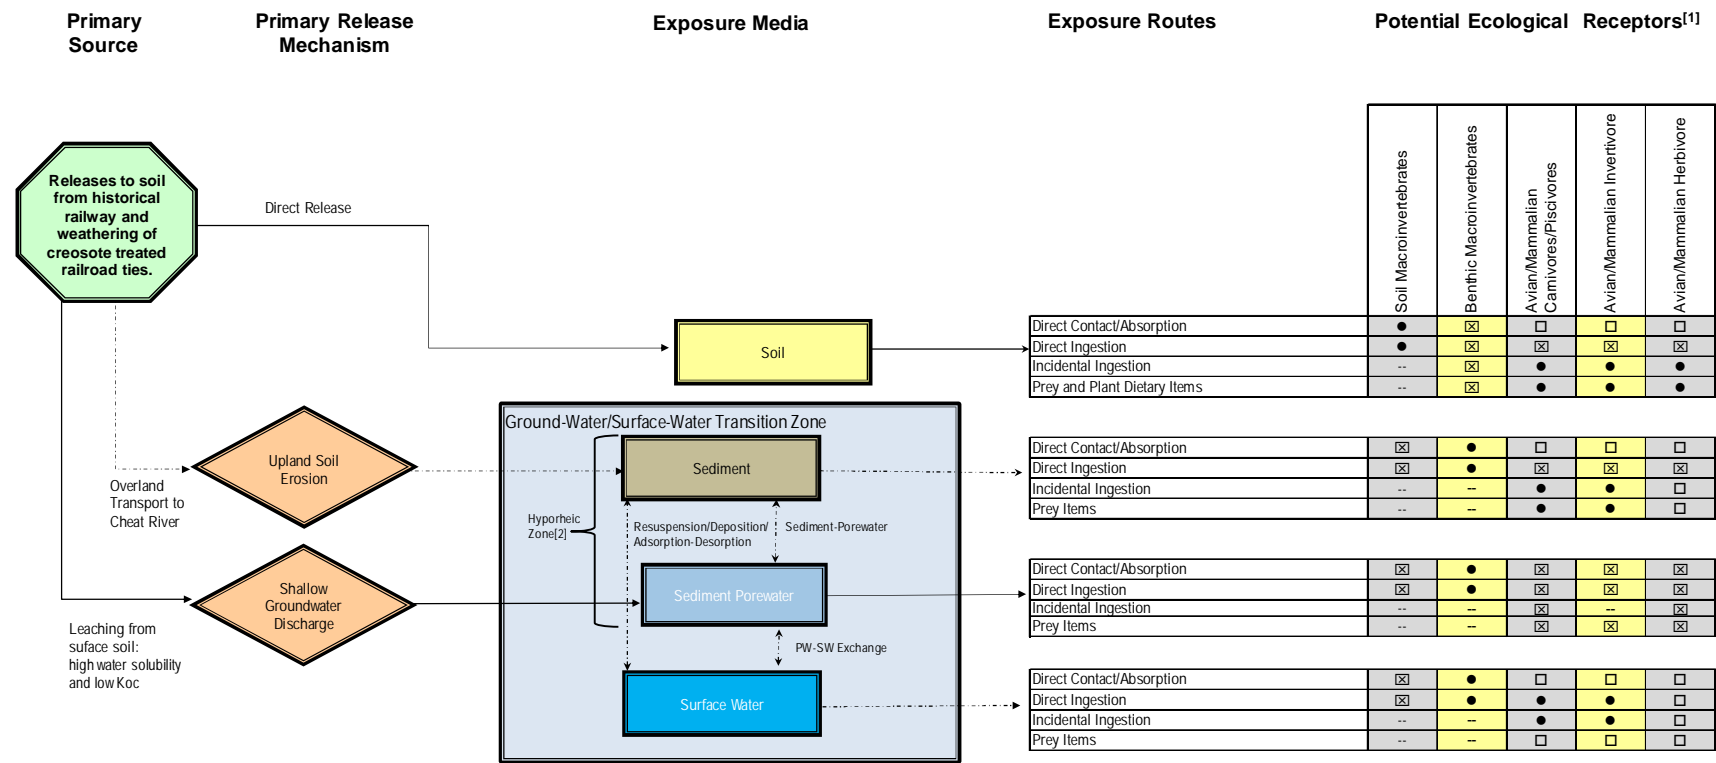 Primary
Source
Primary Release
Mechanism
Exposure Media
Exposure Routes
Potential Ecological Receptors[1]
Soil Macroinvertebrates
Benthic Macroinvertebrates
Avian/Mammalian
Carnivores/Piscivores
Avian/Mammalian Invertivore
Avian/Mammalian Herbivore
Releases to soil
from historical
railway and
weathering of
creosote treated
railroad ties.
Direct Release
Soil
Direct Contact/Absorption ● ☒ □ □ □
Direct Ingestion ● ☒ ☒ ☒ ☒
Incidental Ingestion -- ☒ ● ● ●
Prey and Plant Dietary Items -- ☒ ● ● ●
Ground-Water/Surface-Water Transition Zone
Upland Soil
Erosion
Overland
Transport to
Cheat River
Sediment
Direct Contact/Absorption ☒ ● □ □ □
Direct Ingestion ☒ ● ☒ ☒ ☒
Incidental Ingestion -- -- ● ● □
Prey Items -- -- ● ● □
Hyporheic
Zone[2]
Resuspension/Deposition/
Adsorption-Desorption
Sediment-Porewater
Shallow
Groundwater
Discharge
Leaching from
suface soil:
high water solubility
and low Koc
Sediment Porewater
Direct Contact/Absorption ☒ ● ☒ ☒ ☒
Direct Ingestion ☒ ● ☒ ☒ ☒
Incidental Ingestion -- -- ☒ -- ☒
Prey Items -- -- ☒ ☒ ☒
PW-SW Exchange
Surface Water
Direct Contact/Absorption ☒ ● □ □ □
Direct Ingestion ☒ ● ● ● □
Incidental Ingestion -- -- ● ● □
Prey Items -- -- □ □ □